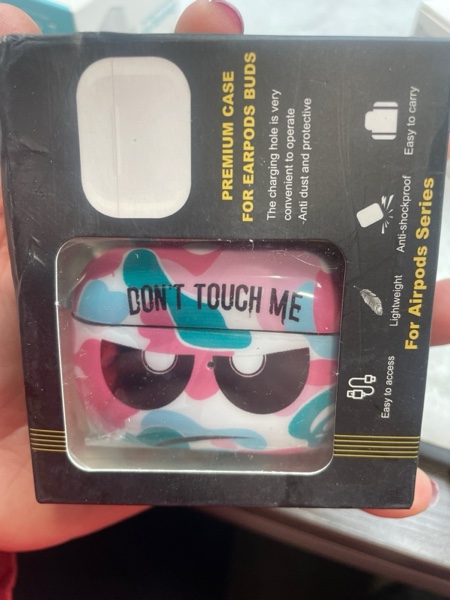 PREMIUM CASE
FOR EARPODS BUDS
The charging hole is very
convenient to operate
-Anti dust and protective
DON'T TOUCH ME
Easy to access
Lightweight
Anti-shockproof
Easy to carry
For Airpods Series